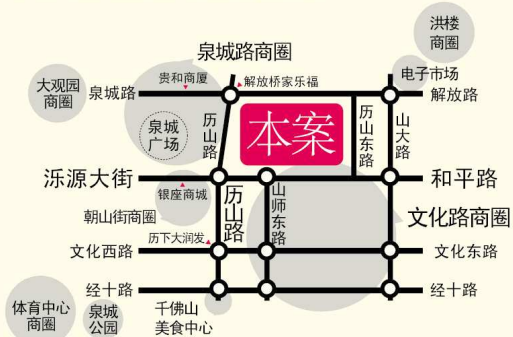 洪楼
商圈
泉城路商圈
电子市场
大观园
商圈
贵和商厦
解放桥家乐福
泉城路
解放路
泉城
广场
历山路
本案
历山东路
山大路
泺源大街
和平路
银座商城
历山路
山师东路
朝山街商圈
文化路商圈
历下大润发
文化西路
文化东路
经十路
经十路
体育中心
商圈
泉城
公园
千佛山
美食中心